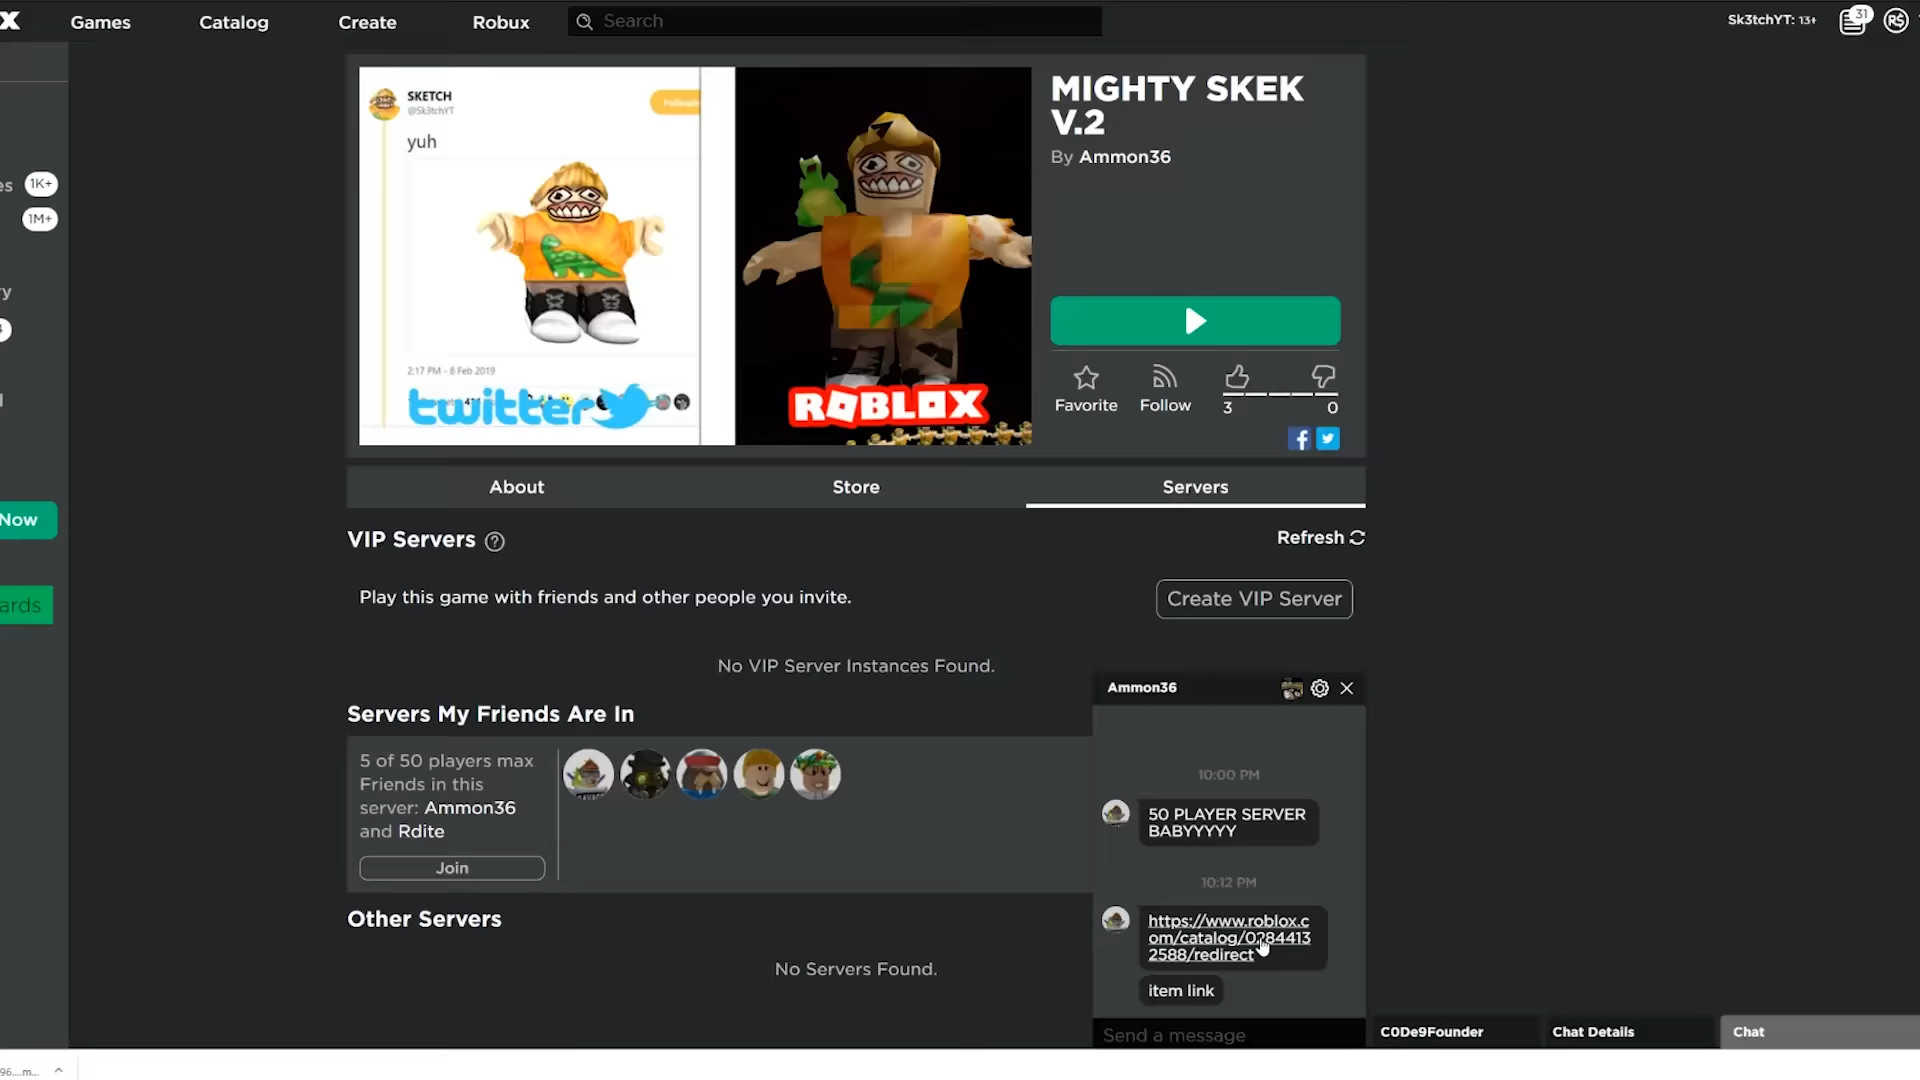 X
Games
Catalog
Create
Robux
Search
Sk3tchYT: 13+
31
es
1K+
1M+
ry
Now
ards
SKETCH
@Sk3tchYT
yuh
2:17 PM - 8 Feb 2019
twitter
ROBLOX
MIGHTY SKEK
V.2
By Ammon36
Favorite
Follow
3
0
About
Store
Servers
VIP Servers
Refresh
Play this game with friends and other people you invite.
Create VIP Server
No VIP Server Instances Found.
Servers My Friends Are In
5 of 50 players max
Friends in this
server: Ammon36
and Rdite
Join
Other Servers
No Servers Found.
Ammon36
10:00 PM
50 PLAYER SERVER
BABYYYYY
10:12 PM
https://www.roblox.c
om/catalog/0284413
2588/redirect
item link
Send a message
C0De9Founder
Chat Details
Chat
96....m...